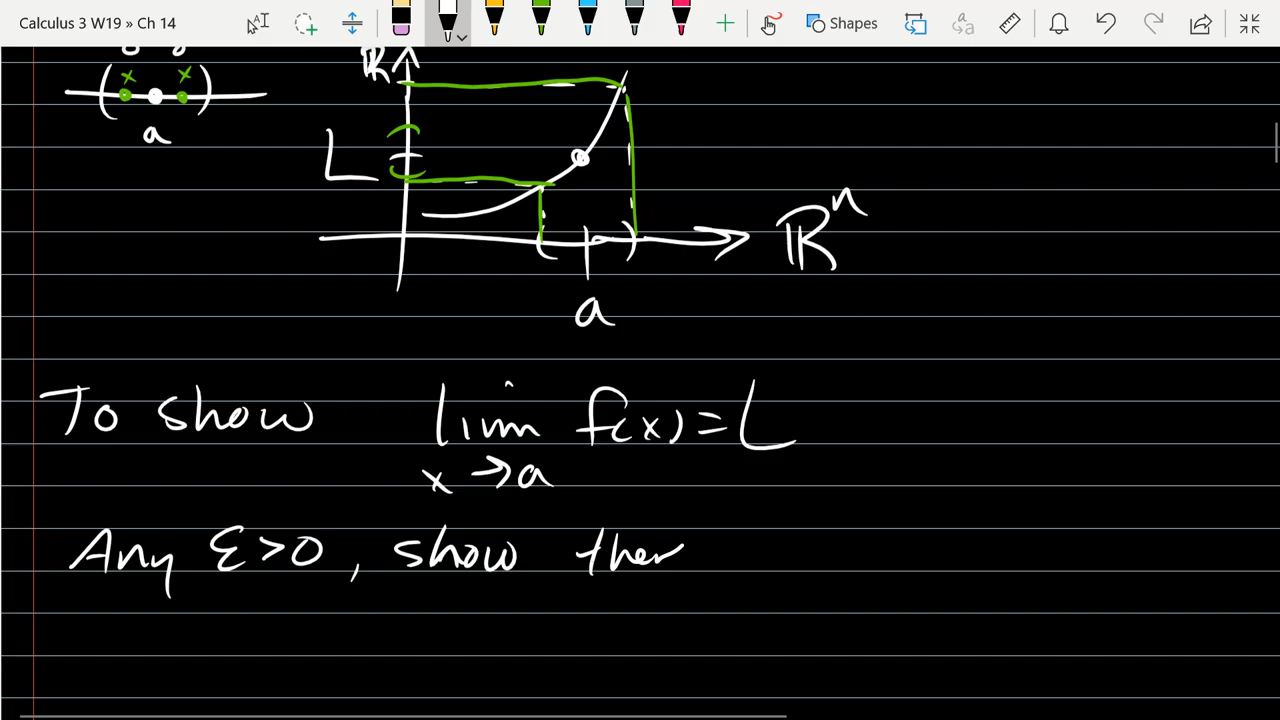 Calculus 3 W19 » Ch 14
Shapes
x x
a
ℝ
L
ℝⁿ
a
To show lim f(x) = L
x → a
Any ε > 0, show ther